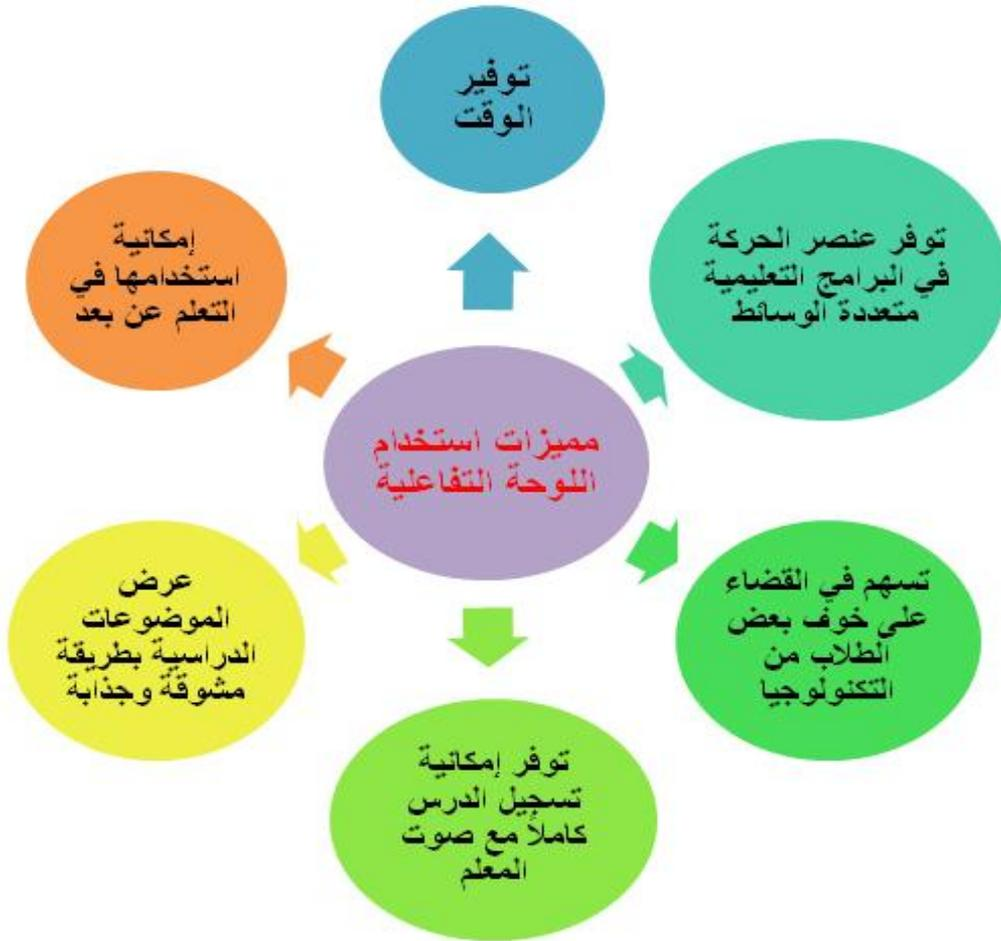 توفير
الوقت
توفر عنصر الحركة
في البرامج التعليمية
متعددة الوسائط
إمكانية
استخدامها في
التعلم عن بعد
مميزات استخدام
اللوحة التفاعلية
تسهم في القضاء
على خوف بعض
الطلاب من
التكنولوجيا
عرض
الموضوعات
الدراسية بطريقة
مشوقة وجذابة
توفر إمكانية
تسجيل الدرس
كاملاً مع صوت
المعلم